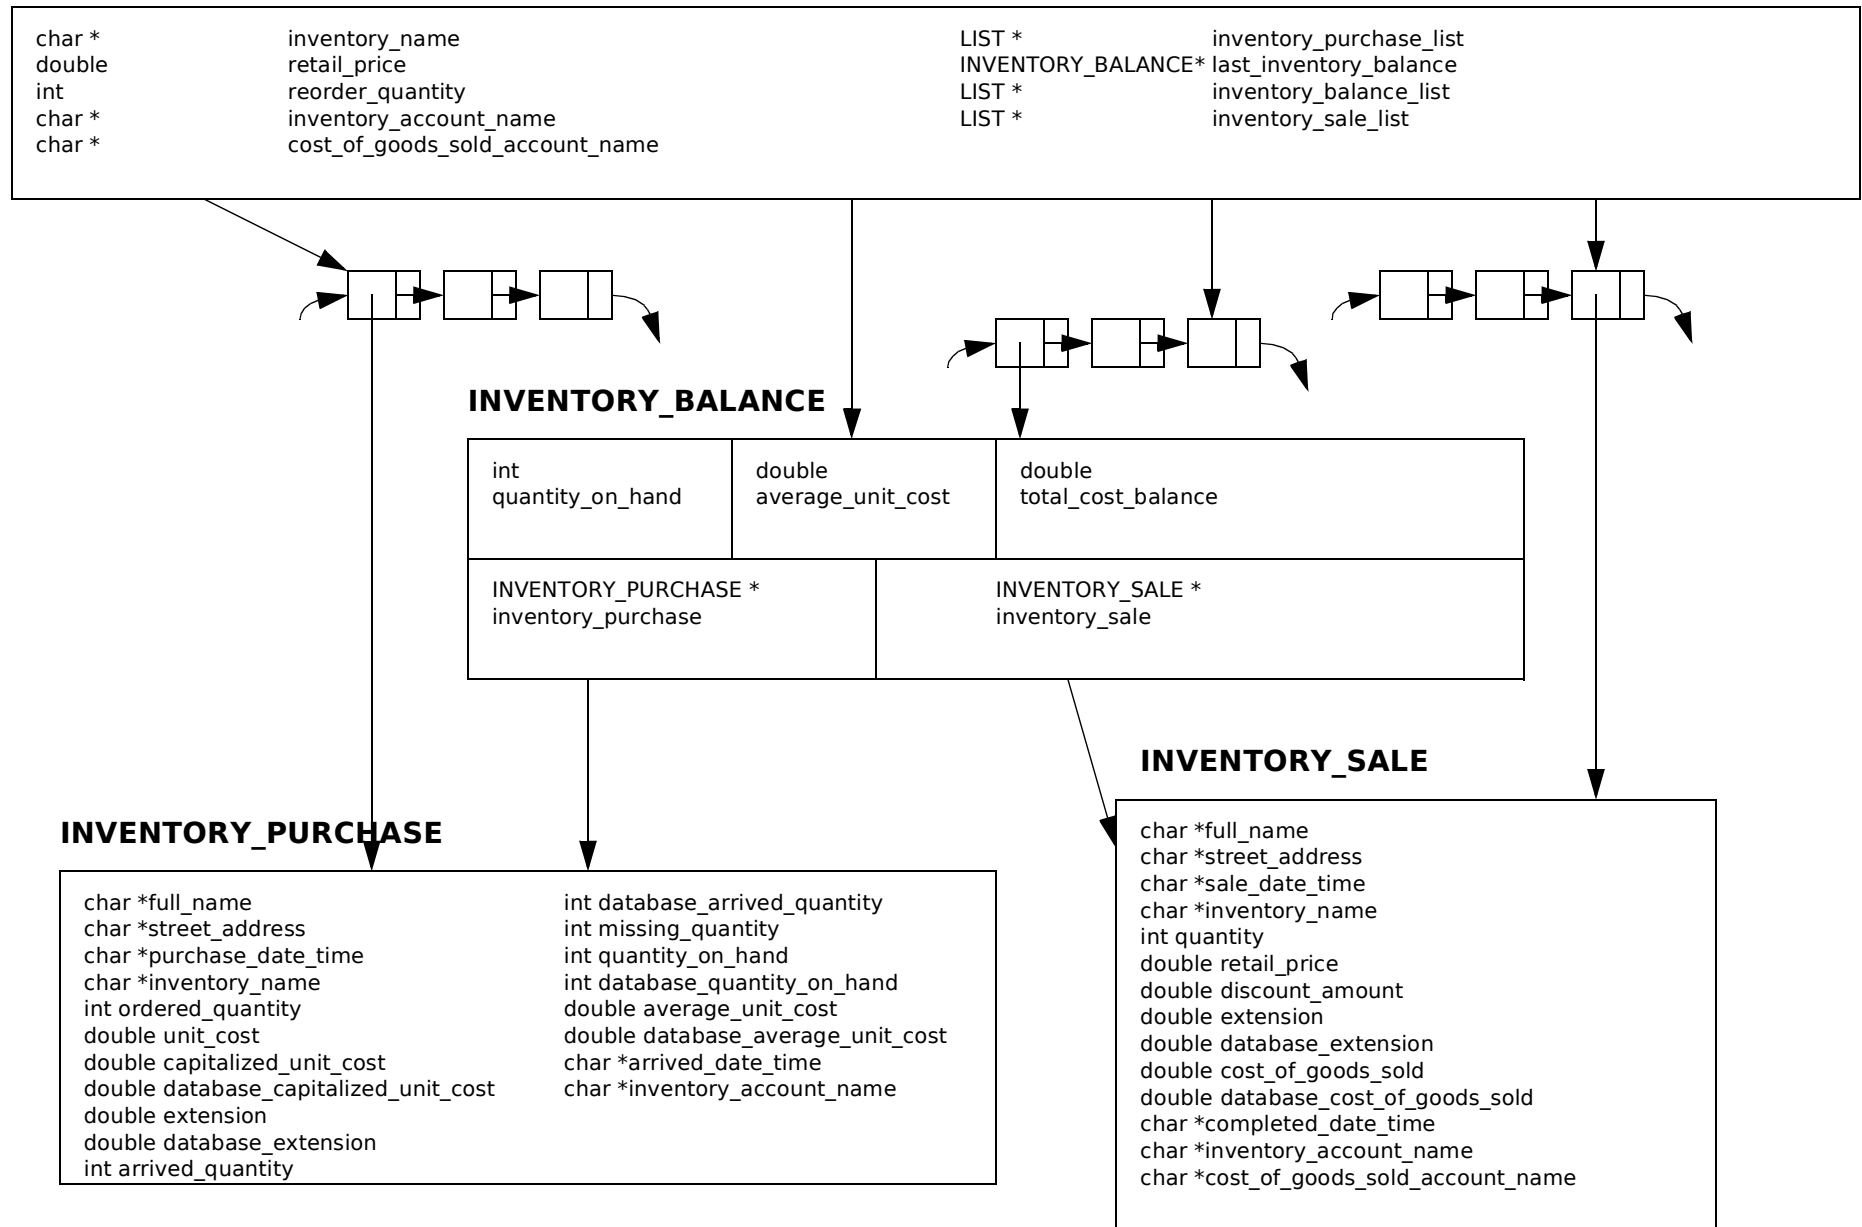 char * inventory_name
double retail_price
int reorder_quantity
char * inventory_account_name
char * cost_of_goods_sold_account_name
LIST * inventory_purchase_list
INVENTORY_BALANCE* last_inventory_balance
LIST * inventory_balance_list
LIST * inventory_sale_list
INVENTORY_BALANCE
int
quantity_on_hand
double
average_unit_cost
double
total_cost_balance
INVENTORY_PURCHASE *
inventory_purchase
INVENTORY_SALE *
inventory_sale
INVENTORY_PURCHASE
char *full_name
char *street_address
char *purchase_date_time
char *inventory_name
int ordered_quantity
double unit_cost
double capitalized_unit_cost
double database_capitalized_unit_cost
double extension
double database_extension
int arrived_quantity
int database_arrived_quantity
int missing_quantity
int quantity_on_hand
int database_quantity_on_hand
double average_unit_cost
double database_average_unit_cost
char *arrived_date_time
char *inventory_account_name
INVENTORY_SALE
char *full_name
char *street_address
char *sale_date_time
char *inventory_name
int quantity
double retail_price
double discount_amount
double extension
double database_extension
double cost_of_goods_sold
double database_cost_of_goods_sold
char *completed_date_time
char *inventory_account_name
char *cost_of_goods_sold_account_name